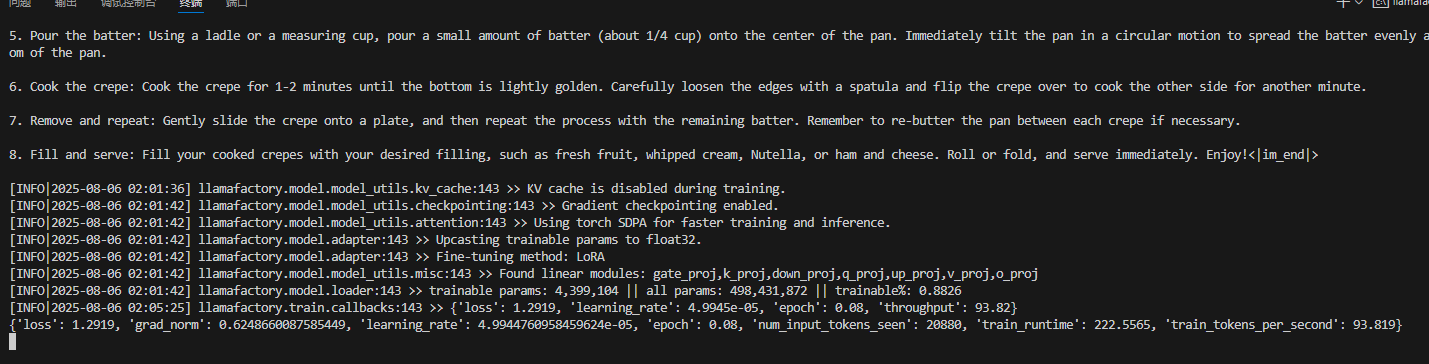 问题 输出 调试控制台 终端 端口
5. Pour the batter: Using a ladle or a measuring cup, pour a small amount of batter (about 1/4 cup) onto the center of the pan. Immediately tilt the pan in a circular motion to spread the batter evenly a
om of the pan.
6. Cook the crepe: Cook the crepe for 1-2 minutes until the bottom is lightly golden. Carefully loosen the edges with a spatula and flip the crepe over to cook the other side for another minute.
7. Remove and repeat: Gently slide the crepe onto a plate, and then repeat the process with the remaining batter. Remember to re-butter the pan between each crepe if necessary.
8. Fill and serve: Fill your cooked crepes with your desired filling, such as fresh fruit, whipped cream, Nutella, or ham and cheese. Roll or fold, and serve immediately. Enjoy!<|im_end|>
[INFO|2025-08-06 02:01:36] llamafactory.model.model_utils.kv_cache:143 >> KV cache is disabled during training.
[INFO|2025-08-06 02:01:42] llamafactory.model.model_utils.checkpointing:143 >> Gradient checkpointing enabled.
[INFO|2025-08-06 02:01:42] llamafactory.model.model_utils.attention:143 >> Using torch SDPA for faster training and inference.
[INFO|2025-08-06 02:01:42] llamafactory.model.adapter:143 >> Upcasting trainable params to float32.
[INFO|2025-08-06 02:01:42] llamafactory.model.adapter:143 >> Fine-tuning method: LoRA
[INFO|2025-08-06 02:01:42] llamafactory.model.model_utils.misc:143 >> Found linear modules: gate_proj,k_proj,down_proj,q_proj,up_proj,v_proj,o_proj
[INFO|2025-08-06 02:01:42] llamafactory.model.loader:143 >> trainable params: 4,399,104 || all params: 498,431,872 || trainable%: 0.8826
[INFO|2025-08-06 02:05:25] llamafactory.train.callbacks:143 >> {'loss': 1.2919, 'learning_rate': 4.9945e-05, 'epoch': 0.08, 'throughput': 93.82}
{'loss': 1.2919, 'grad_norm': 0.6248660087585449, 'learning_rate': 4.9944760958459624e-05, 'epoch': 0.08, 'num_input_tokens_seen': 20880, 'train_runtime': 222.5565, 'train_tokens_per_second': 93.819}